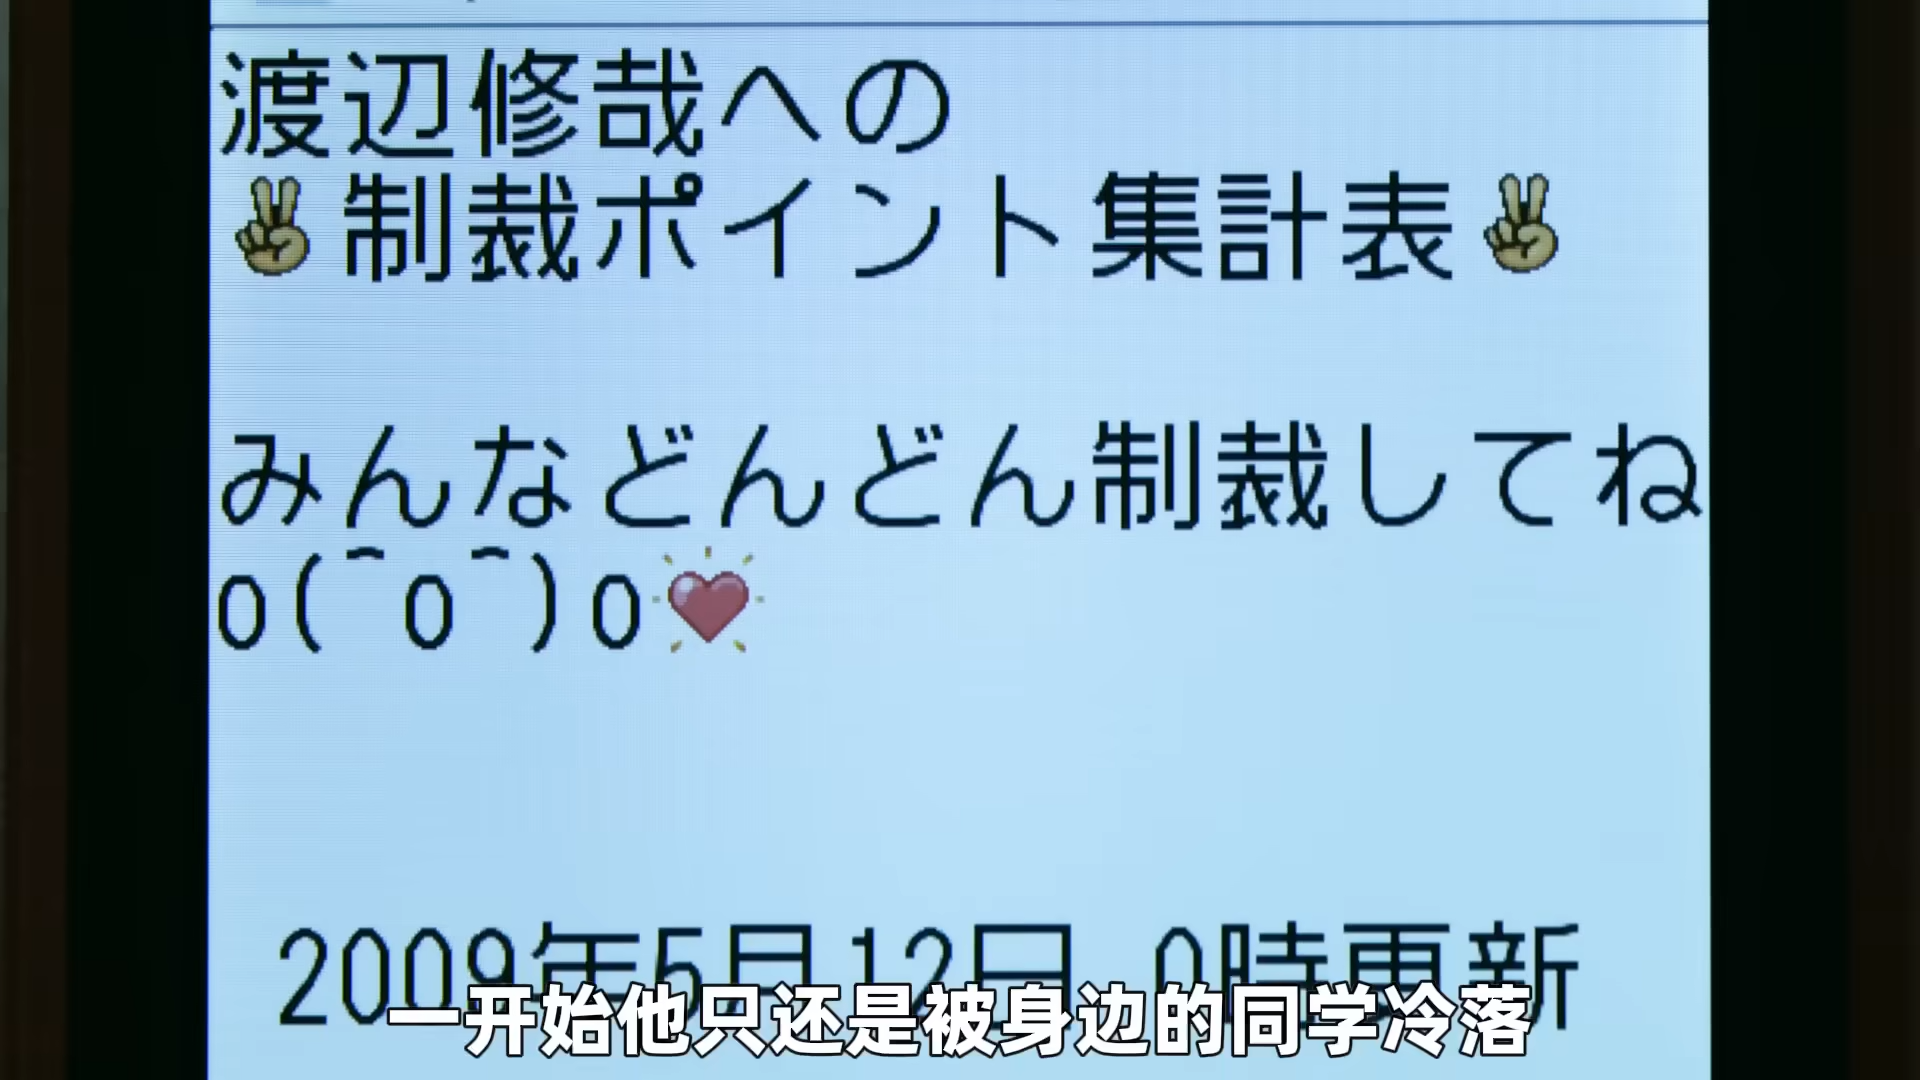 渡辺修哉への
✌制裁ポイント集計表✌
みんなどんどん制裁してね
o(¯o¯)o💓
2009年5月12日 0時更新
一开始他只还是被身边的同学冷落